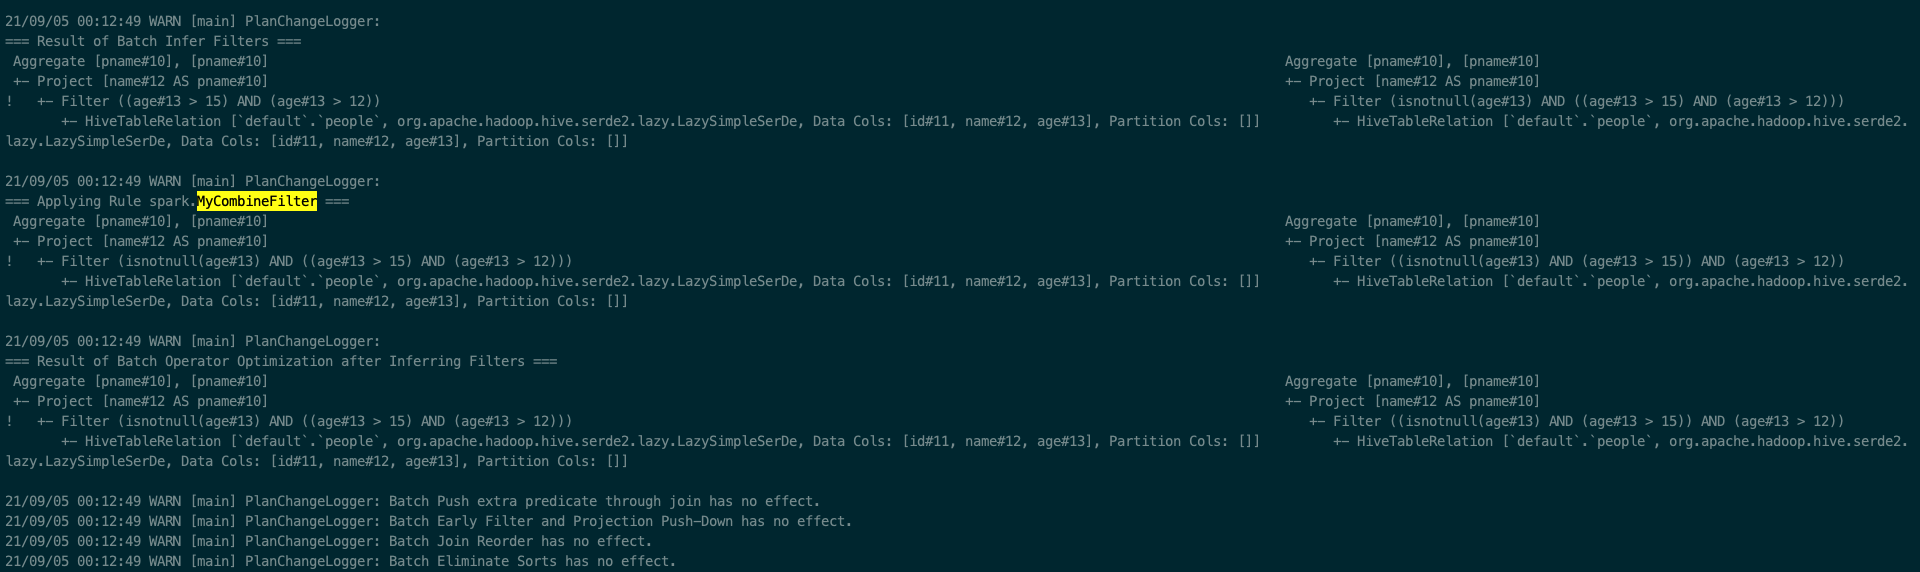 21/09/05 00:12:49 WARN [main] PlanChangeLogger:
=== Result of Batch Infer Filters ===
 Aggregate [pname#10], [pname#10]                                                                                                                               Aggregate [pname#10], [pname#10]
 +- Project [name#12 AS pname#10]                                                                                                                               +- Project [name#12 AS pname#10]
!   +- Filter ((age#13 > 15) AND (age#13 > 12))                                                                                                                    +- Filter (isnotnull(age#13) AND ((age#13 > 15) AND (age#13 > 12)))
       +- HiveTableRelation [`default`.`people`, org.apache.hadoop.hive.serde2.lazy.LazySimpleSerDe, Data Cols: [id#11, name#12, age#13], Partition Cols: []]         +- HiveTableRelation [`default`.`people`, org.apache.hadoop.hive.serde2.
lazy.LazySimpleSerDe, Data Cols: [id#11, name#12, age#13], Partition Cols: []]
21/09/05 00:12:49 WARN [main] PlanChangeLogger:
=== Applying Rule spark.MyCombineFilter ===
 Aggregate [pname#10], [pname#10]                                                                                                                               Aggregate [pname#10], [pname#10]
 +- Project [name#12 AS pname#10]                                                                                                                               +- Project [name#12 AS pname#10]
!   +- Filter (isnotnull(age#13) AND ((age#13 > 15) AND (age#13 > 12)))                                                                                            +- Filter ((isnotnull(age#13) AND (age#13 > 15)) AND (age#13 > 12))
       +- HiveTableRelation [`default`.`people`, org.apache.hadoop.hive.serde2.lazy.LazySimpleSerDe, Data Cols: [id#11, name#12, age#13], Partition Cols: []]         +- HiveTableRelation [`default`.`people`, org.apache.hadoop.hive.serde2.
lazy.LazySimpleSerDe, Data Cols: [id#11, name#12, age#13], Partition Cols: []]
21/09/05 00:12:49 WARN [main] PlanChangeLogger:
=== Result of Batch Operator Optimization after Inferring Filters ===
 Aggregate [pname#10], [pname#10]                                                                                                                               Aggregate [pname#10], [pname#10]
 +- Project [name#12 AS pname#10]                                                                                                                               +- Project [name#12 AS pname#10]
!   +- Filter (isnotnull(age#13) AND ((age#13 > 15) AND (age#13 > 12)))                                                                                            +- Filter ((isnotnull(age#13) AND (age#13 > 15)) AND (age#13 > 12))
       +- HiveTableRelation [`default`.`people`, org.apache.hadoop.hive.serde2.lazy.LazySimpleSerDe, Data Cols: [id#11, name#12, age#13], Partition Cols: []]         +- HiveTableRelation [`default`.`people`, org.apache.hadoop.hive.serde2.
lazy.LazySimpleSerDe, Data Cols: [id#11, name#12, age#13], Partition Cols: []]
21/09/05 00:12:49 WARN [main] PlanChangeLogger: Batch Push extra predicate through join has no effect.
21/09/05 00:12:49 WARN [main] PlanChangeLogger: Batch Early Filter and Projection Push-Down has no effect.
21/09/05 00:12:49 WARN [main] PlanChangeLogger: Batch Join Reorder has no effect.
21/09/05 00:12:49 WARN [main] PlanChangeLogger: Batch Eliminate Sorts has no effect.